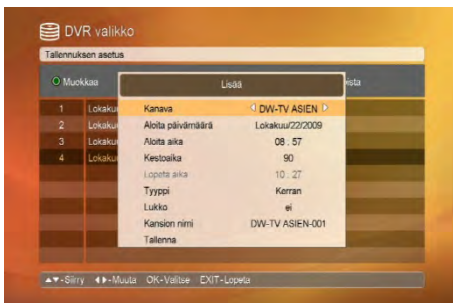 DVR valikko
Tallennuksen asetus
Muokkaa Lisää ista
1 Lokakuu
2 Lokakuu
3 Lokakuu
4 Lokakuu
Kanava DW-TV ASIEN
Aloita päivämäärä Lokakuu/22/2009
Aloita aika 08 : 57
Kestoaika 90
Lopeta aika 10 : 27
Tyyppi Kerran
Lukko ei
Kansion nimi DW-TV ASIEN-001
Tallenna
▲▼-Siirry ◀▶-Muuta OK-Valitse EXIT-Lopeta